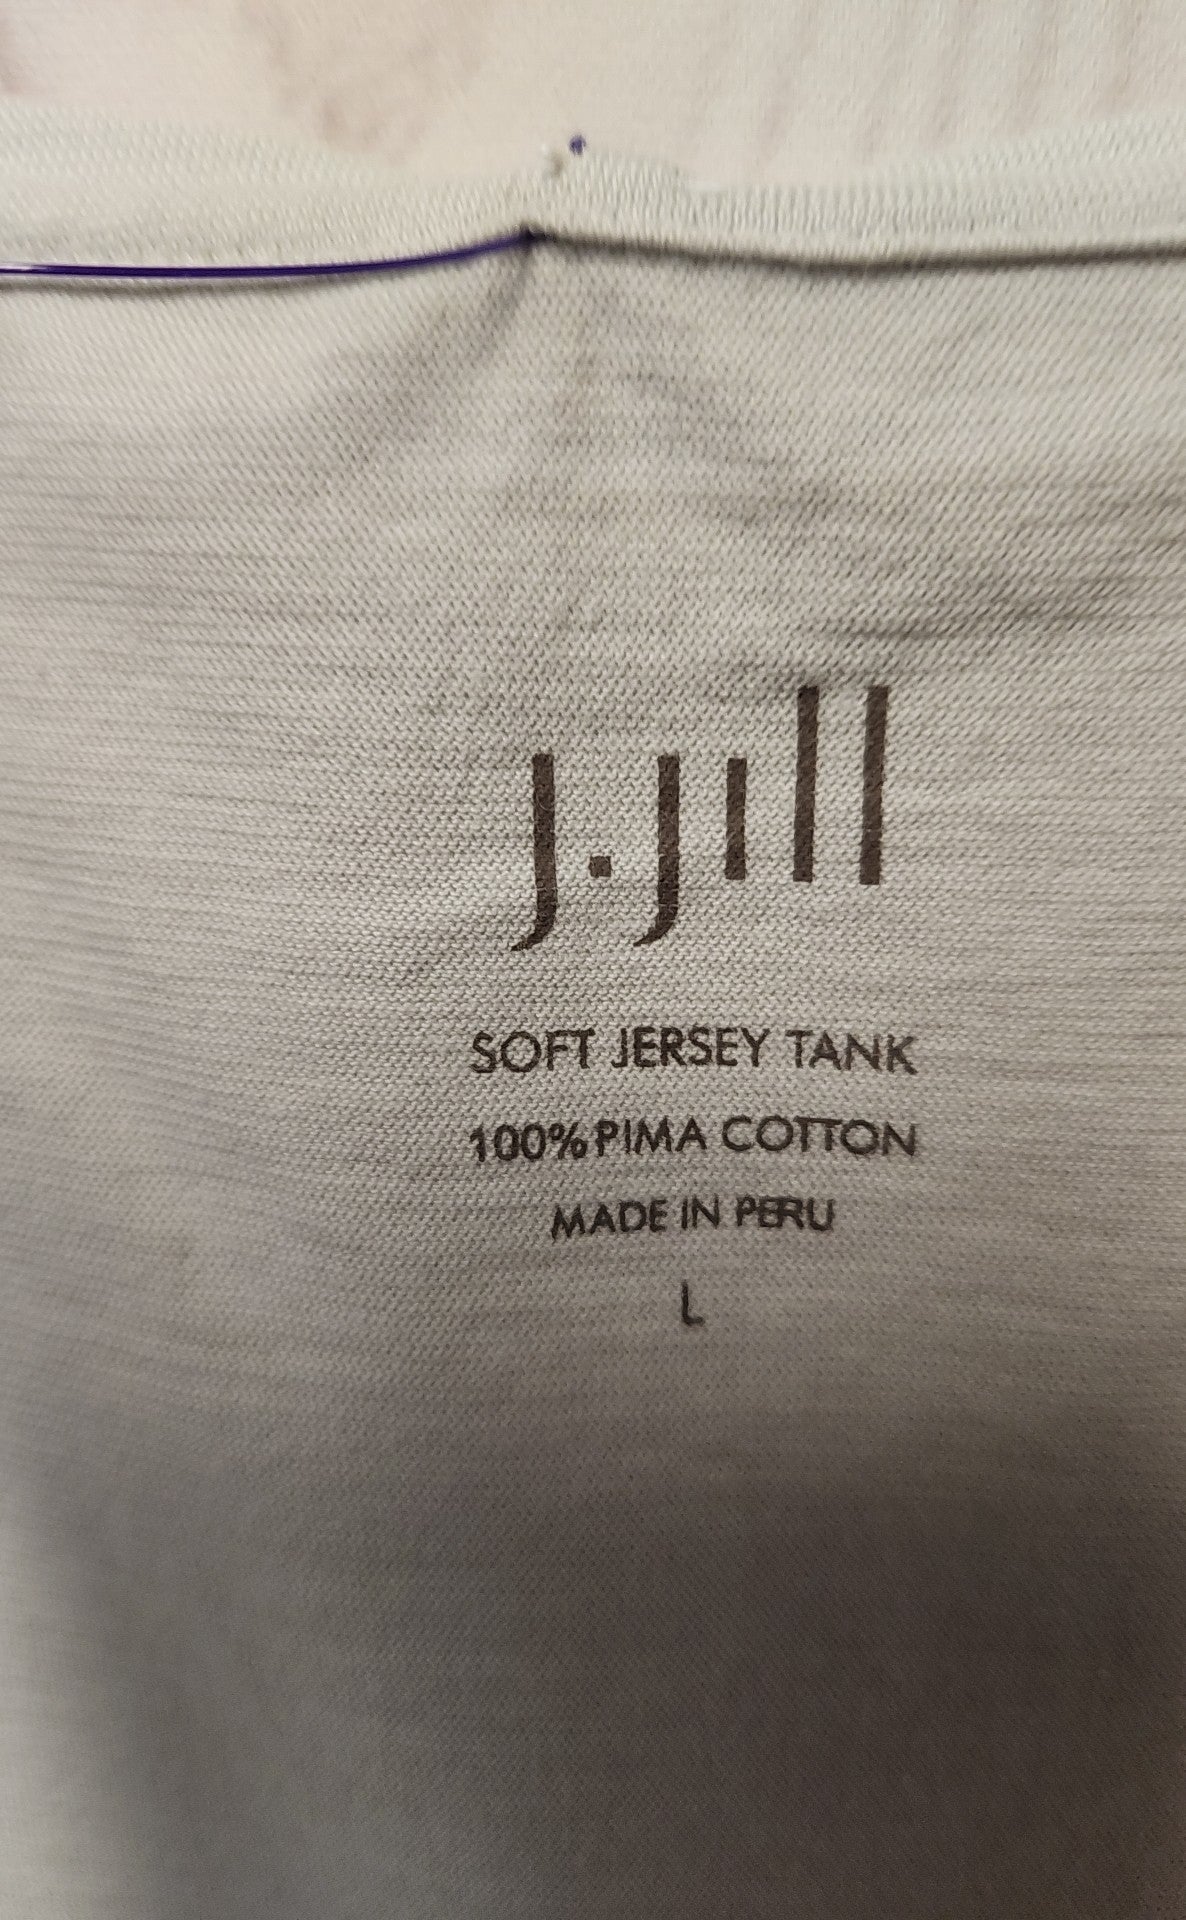 J.Jill
SOFT JERSEY TANK
100% PIMA COTTON
MADE IN PERU
L